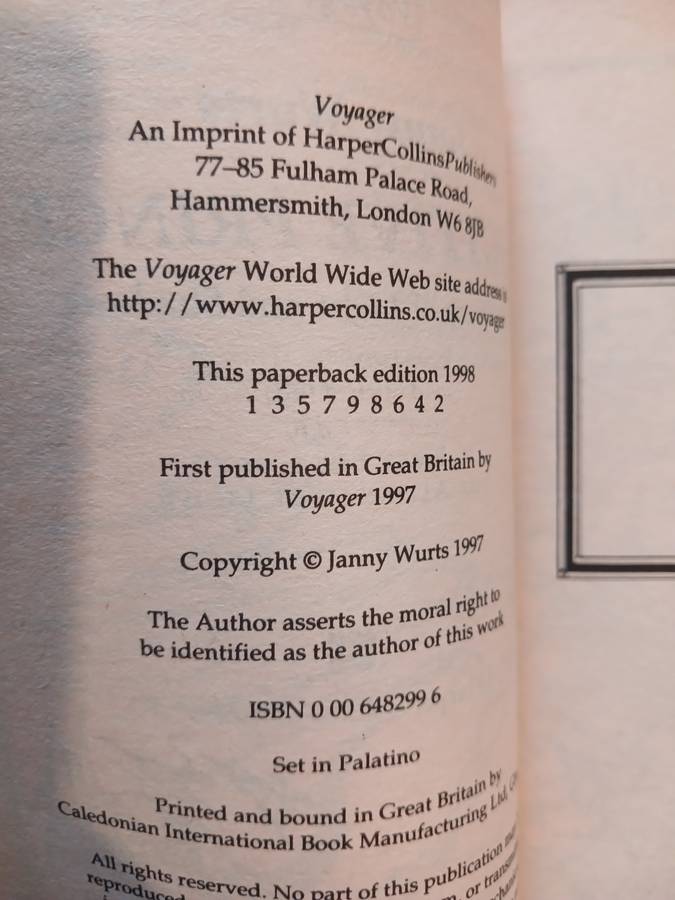 Voyager
An Imprint of HarperCollinsPublishers
77–85 Fulham Palace Road,
Hammersmith, London W6 8JB
The Voyager World Wide Web site address is
http://www.harpercollins.co.uk/voyager
This paperback edition 1998
1 3 5 7 9 8 6 4 2
First published in Great Britain by
Voyager 1997
Copyright © Janny Wurts 1997
The Author asserts the moral right to
be identified as the author of this work
ISBN 0 00 648299 6
Set in Palatino
Printed and bound in Great Britain by
Caledonian International Book Manufacturing Ltd,
All rights reserved. No part of this publication
or